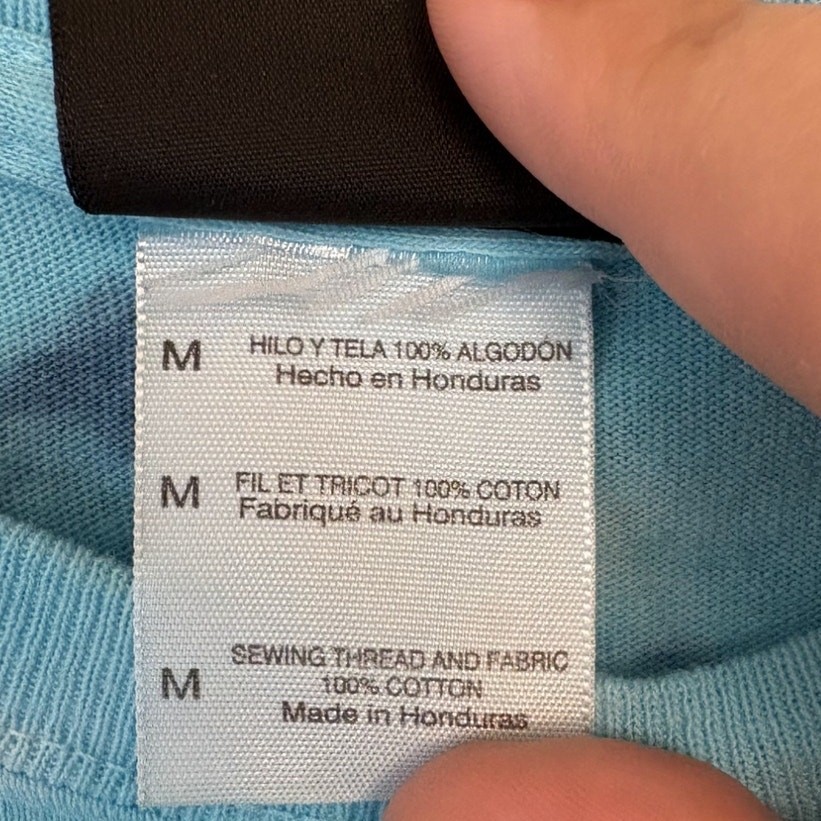 M HILO Y TELA 100% ALGODÓN
Hecho en Honduras
M FIL ET TRICOT 100% COTON
Fabriqué au Honduras
M SEWING THREAD AND FABRIC
100% COTTON
Made in Honduras